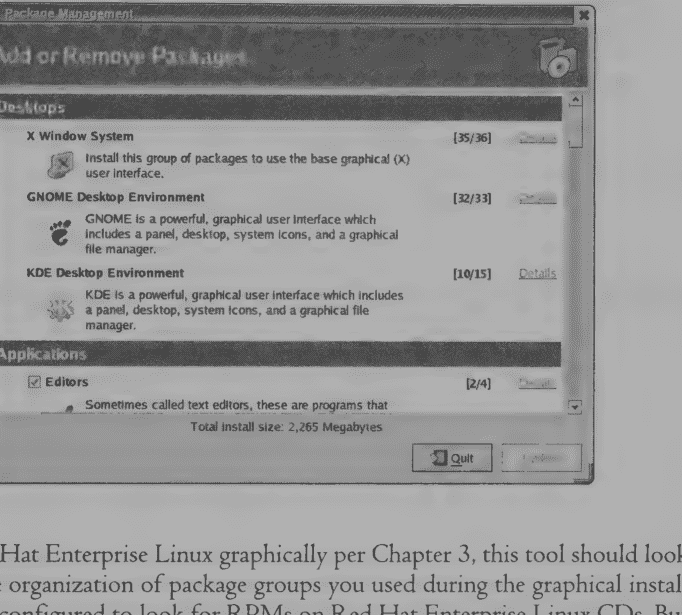 Package Management
Add or Remove Packages
Desktops
X Window System [35/36]
Install this group of packages to use the base graphical (X)
user interface.
GNOME Desktop Environment [32/33]
GNOME is a powerful, graphical user interface which
includes a panel, desktop, system icons, and a graphical
file manager.
KDE Desktop Environment [10/15] Details
KDE is a powerful, graphical user interface which includes
a panel, desktop, system icons, and a graphical file
manager.
Applications
Editors [2/4]
Sometimes called text editors, these are programs that
Total install size: 2,265 Megabytes
Quit
Hat Enterprise Linux graphically per Chapter 3, this tool should look
organization of package groups you used during the graphical instal
configured to look for RPMs on Red Hat Enterprise Linux CDs. Bu